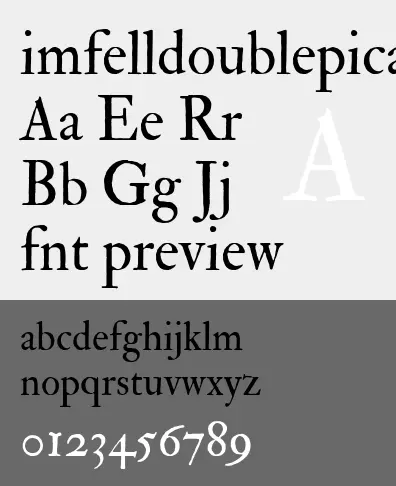 imfelldoublepica
Aa Ee Rr
A
Bb Gg Jj
fnt preview
abcdefghijklm
nopqrstuvwxyz
0123456789